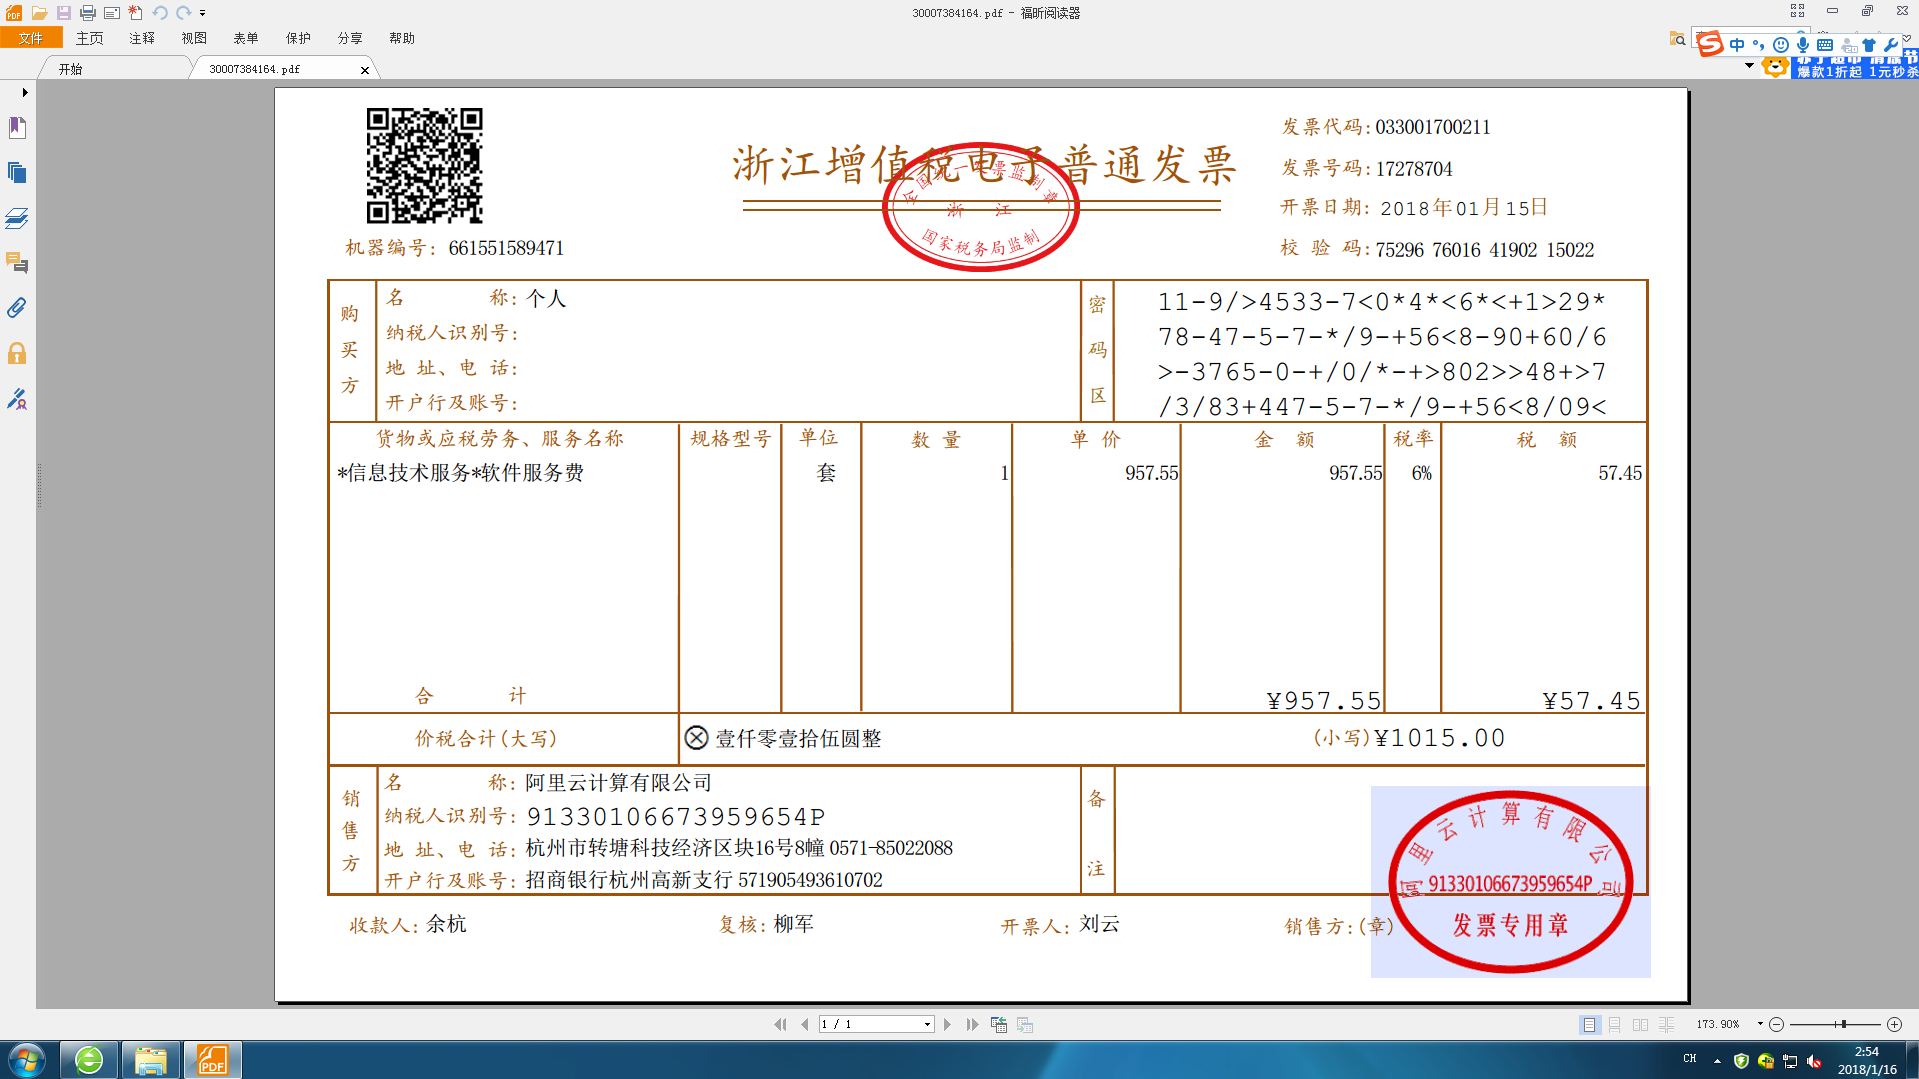 30007384164.pdf - 福昕阅读器
文件 主页 注释 视图 表单 保护 分享 帮助
中
开始 30007384164.pdf
爆款1折起 1元秒杀
浙江增值税电子普通发票
全国统一发票监制章
浙 江
国家税务局监制
发票代码:033001700211
发票号码:17278704
开票日期: 2018年01月15日
校 验 码:75296 76016 41902 15022
机器编号: 661551589471
购买方
名 称: 个人
纳税人识别号:
地 址、电 话:
开户行及账号:
密码区
11-9/>4533-7<0*4*<6*<+1>29*
78-47-5-7-*/9-+56<8-90+60/6
>-3765-0-+/0/*-+>802>>48+>7
/3/83+447-5-7-*/9-+56<8/09<
货物或应税劳务、服务名称 规格型号 单位 数 量 单 价 金 额 税率 税 额
*信息技术服务*软件服务费 套 1 957.55 957.55 6% 57.45
合 计 ¥957.55 ¥57.45
价税合计(大写) 壹仟零壹拾伍圆整 (小写)¥1015.00
销售方
名 称: 阿里云计算有限公司
纳税人识别号: 91330106673959654P
地 址、电 话: 杭州市转塘科技经济区块16号8幢 0571-85022088
开户行及账号: 招商银行杭州高新支行 571905493610702
备注
阿里云计算有限公司
91330106673959654P
发票专用章
收款人: 余杭 复核: 柳军 开票人: 刘云 销售方:(章)
1 / 1
173.90%
CH
2:54
2018/1/16